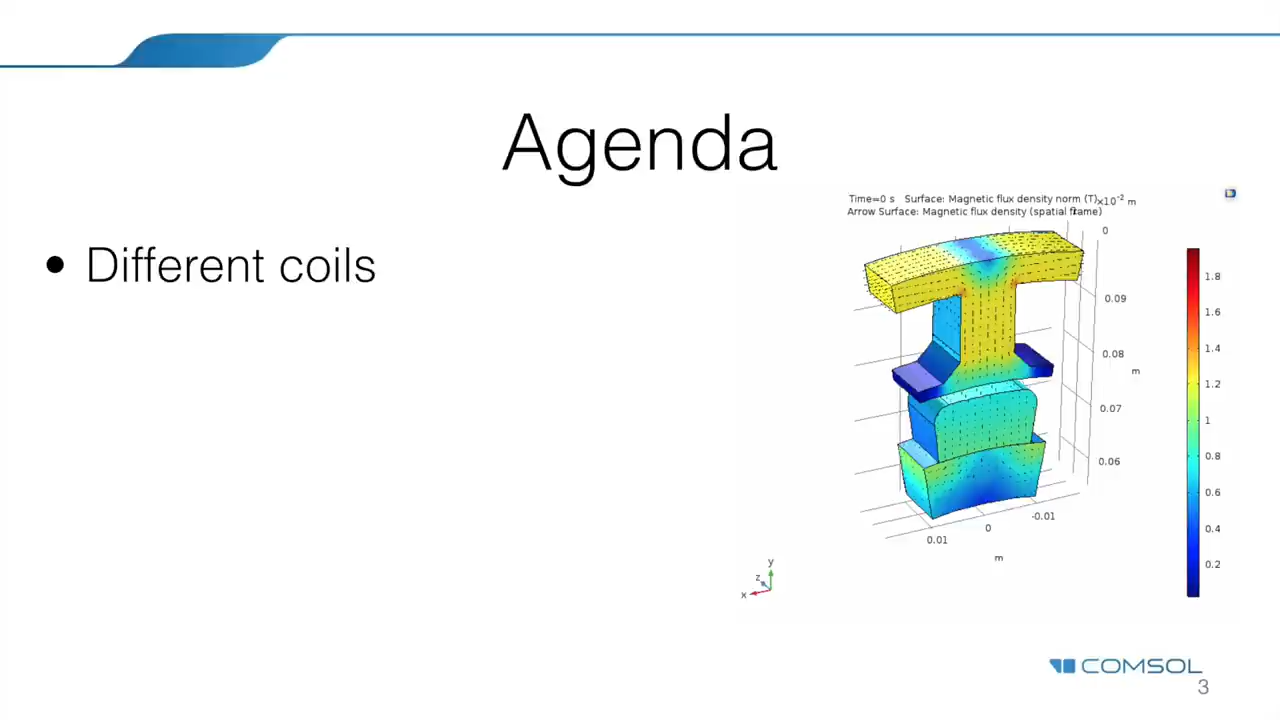 Agenda
• Different coils
Time=0 s Surface: Magnetic flux density norm (T)
×10⁻² m
Arrow Surface: Magnetic flux density (spatial frame)
0
0.09
0.08
m
0.07
0.06
-0.01
0
0.01
m
1.8
1.6
1.4
1.2
1
0.8
0.6
0.4
0.2
y
z
x
COMSOL
3